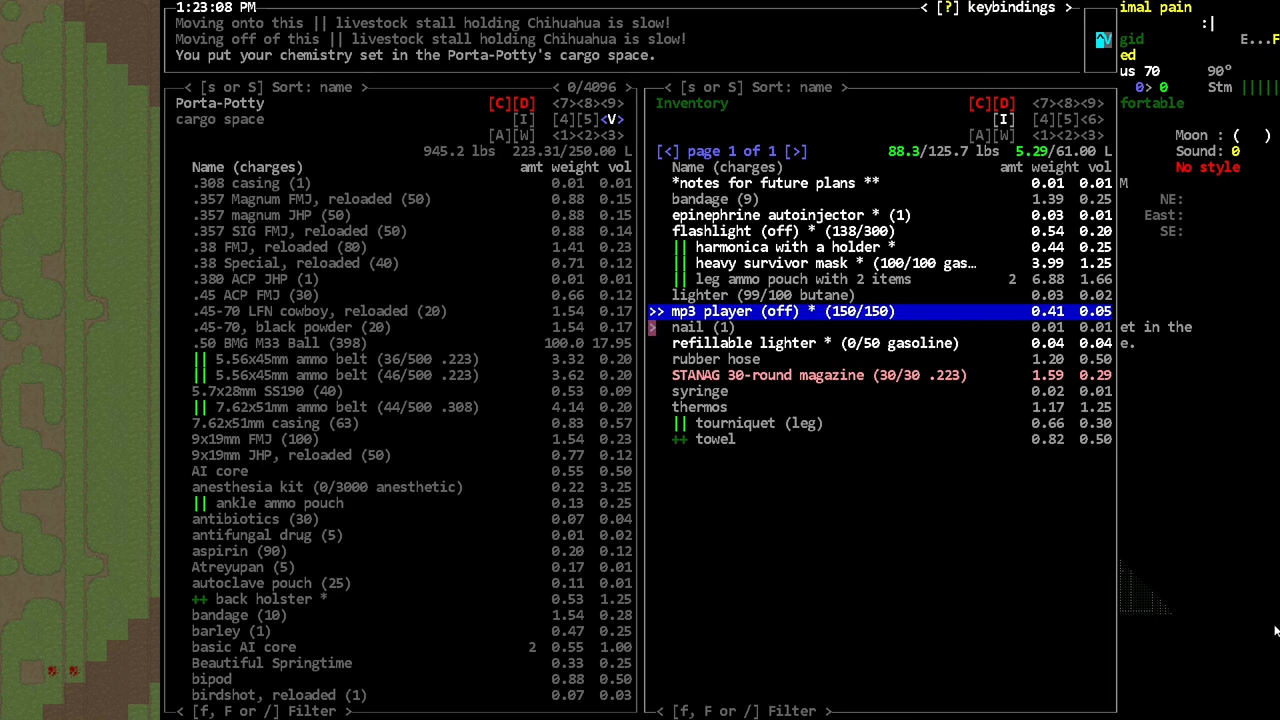 1:23:08 PM
< [?] keybindings >
imal pain
Moving onto this || livestock stall holding Chihuahua is slow!
:|
Moving off of this || livestock stall holding Chihuahua is slow!
^V
gid E...F
You put your chemistry set in the Porta-Potty's cargo space.
ed
us 70 90°
0> 0 Stm |||||
fortable
Moon : ( )
Sound: 0
No style
M
NE:
East:
SE:
et in the
e.
< [s or S] Sort: name > < 0/4096 >
Porta-Potty [C][D] <7><8><9>
cargo space [I] [4][5]<V>
[A][W] <1><2><3>
945.2 lbs 223.31/250.00 L
Name (charges) amt weight vol
.308 casing (1) 0.01 0.01
.357 Magnum FMJ, reloaded (50) 0.88 0.15
.357 magnum JHP (50) 0.88 0.15
.357 SIG FMJ, reloaded (50) 0.88 0.14
.38 FMJ, reloaded (80) 1.41 0.23
.38 Special, reloaded (40) 0.71 0.12
.380 ACP JHP (1) 0.01 0.01
.45 ACP FMJ (30) 0.66 0.12
.45-70 LFN cowboy, reloaded (20) 1.54 0.17
.45-70, black powder (20) 1.54 0.17
.50 BMG M33 Ball (398) 100.0 17.95
|| 5.56x45mm ammo belt (36/500 .223) 3.32 0.20
|| 5.56x45mm ammo belt (46/500 .223) 3.62 0.20
5.7x28mm SS190 (40) 0.53 0.09
|| 7.62x51mm ammo belt (44/500 .308) 4.14 0.20
7.62x51mm casing (63) 0.83 0.57
9x19mm FMJ (100) 1.54 0.23
9x19mm JHP, reloaded (50) 0.77 0.12
AI core 0.55 0.50
anesthesia kit (0/3000 anesthetic) 0.22 3.25
|| ankle ammo pouch 0.13 0.25
antibiotics (30) 0.07 0.04
antifungal drug (5) 0.01 0.02
aspirin (90) 0.20 0.12
Atreyupan (5) 0.17 0.01
autoclave pouch (25) 0.11 0.01
++ back holster * 0.53 1.25
bandage (10) 1.54 0.28
barley (1) 0.47 0.25
basic AI core 2 0.55 1.00
Beautiful Springtime 0.33 0.25
bipod 0.88 0.50
birdshot, reloaded (1) 0.07 0.03
< [f, F or /] Filter >
< [s or S] Sort: name >
Inventory [C][D] <7><8><9>
[I] [4][5]<6>
[A][W] <1><2><3>
[<] page 1 of 1 [>] 88.3/125.7 lbs 5.29/61.00 L
Name (charges) amt weight vol
*notes for future plans ** 0.01 0.01
bandage (9) 1.39 0.25
epinephrine autoinjector * (1) 0.03 0.01
flashlight (off) * (138/300) 0.54 0.20
|| harmonica with a holder * 0.44 0.25
|| heavy survivor mask * (100/100 gas… 3.99 1.25
|| leg ammo pouch with 2 items 2 6.88 1.66
lighter (99/100 butane) 0.03 0.02
>> mp3 player (off) * (150/150) 0.41 0.05
> nail (1) 0.01 0.01
refillable lighter * (0/50 gasoline) 0.04 0.04
rubber hose 1.20 0.50
STANAG 30-round magazine (30/30 .223) 1.59 0.29
syringe 0.02 0.01
thermos 1.17 1.25
|| tourniquet (leg) 0.66 0.30
++ towel 0.82 0.50
< [f, F or /] Filter >